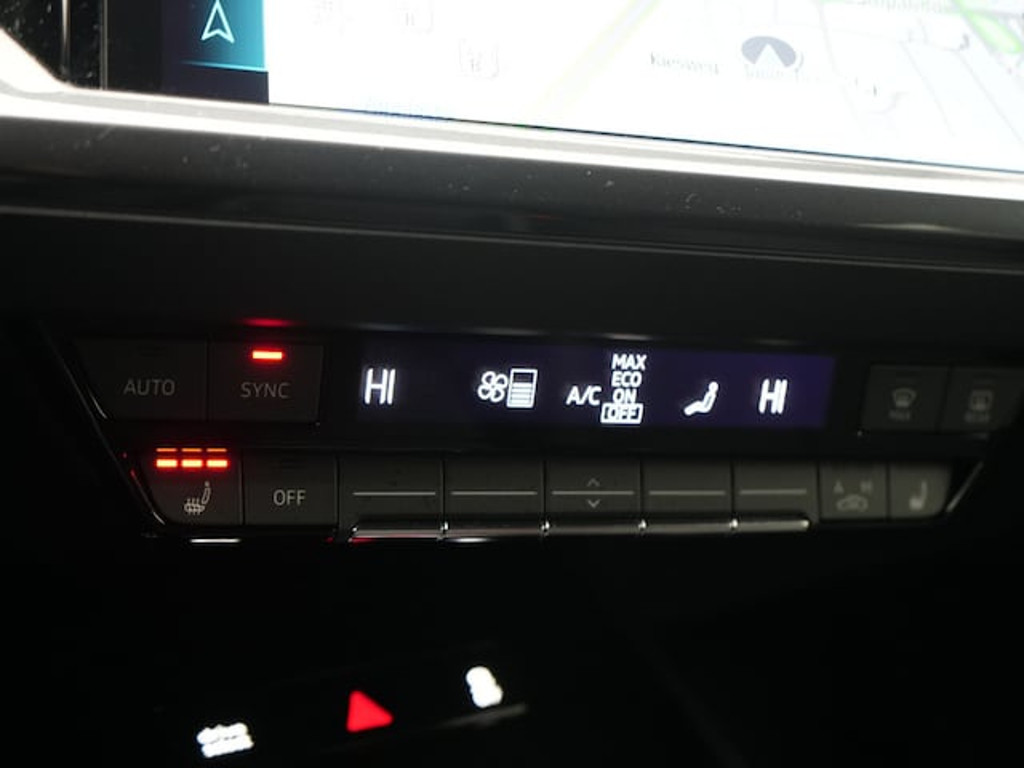 AUTO
SYNC
HI
A/C
MAX
ECO
ON
OFF
HI
OFF